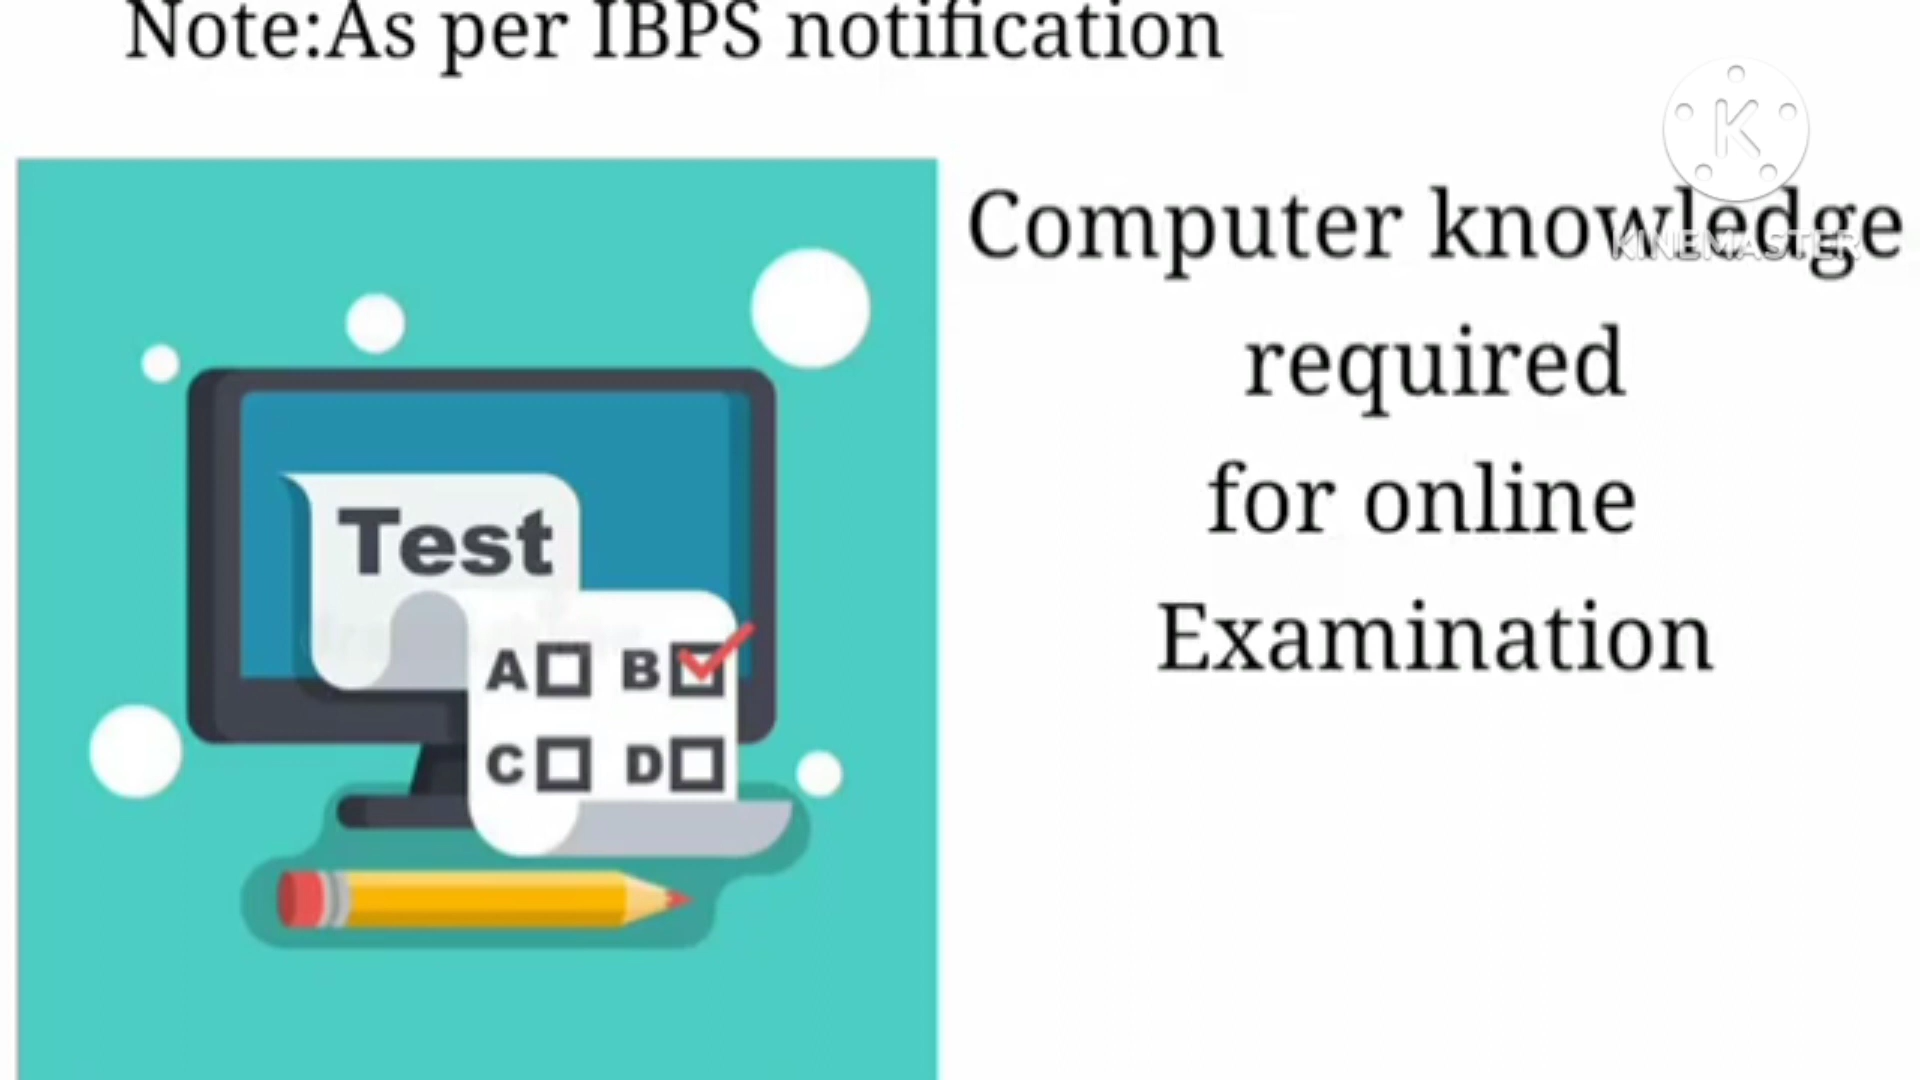 Note:As per IBPS notification
K
KINEMASTER
Computer knowledge
required
for online
Examination
Test
A B
C D